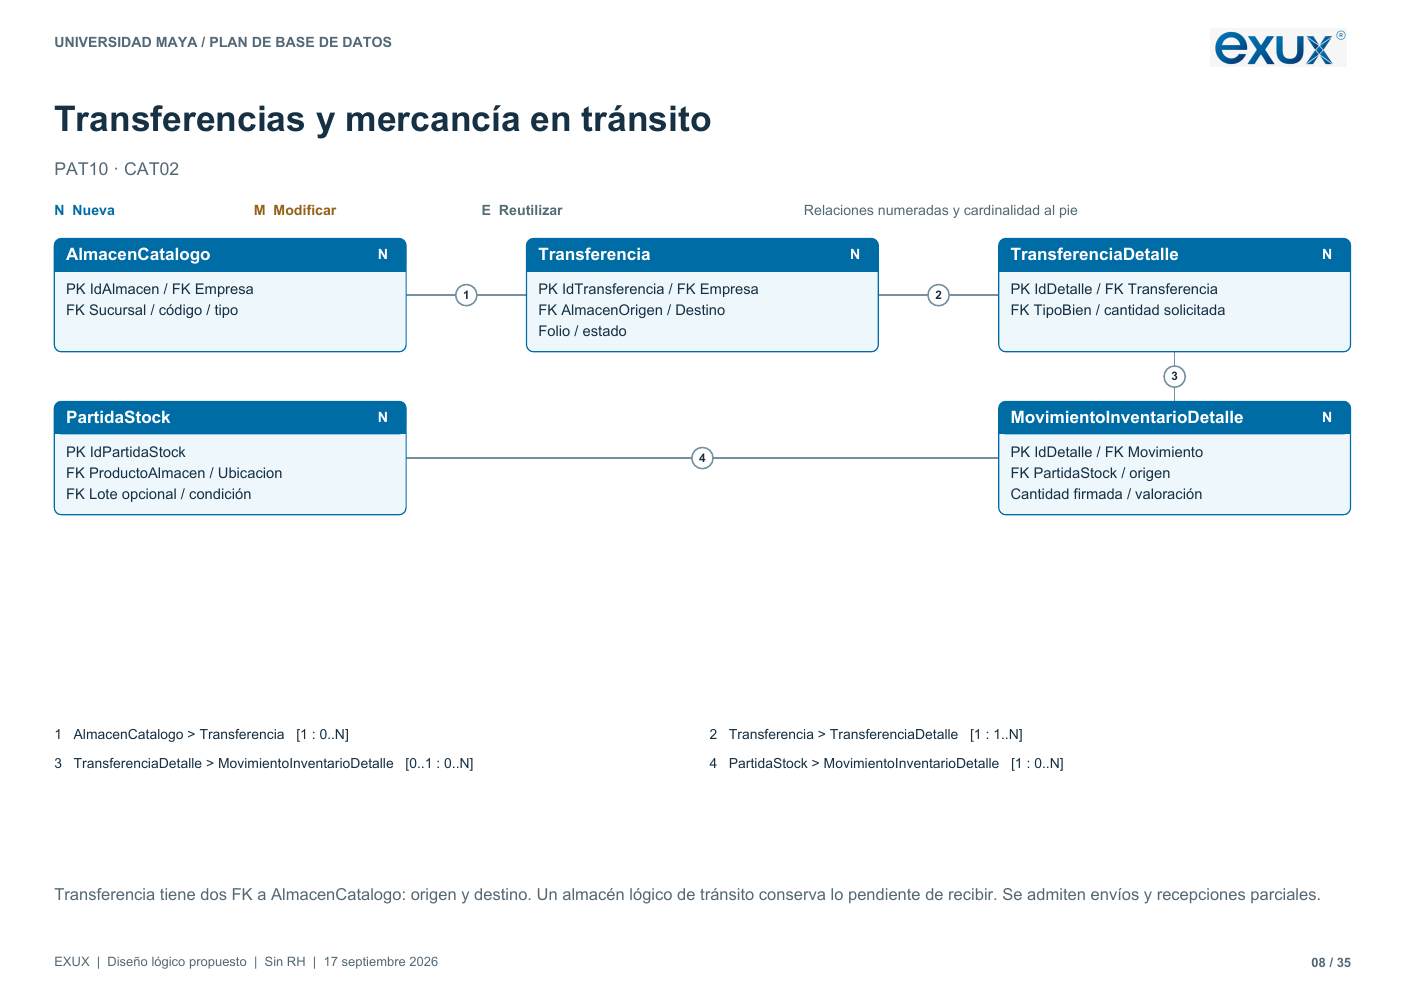 UNIVERSIDAD MAYA / PLAN DE BASE DE DATOS
exux®
Transferencias y mercancía en tránsito
PAT10 · CAT02
N Nueva
M Modificar
E Reutilizar
Relaciones numeradas y cardinalidad al pie
AlmacenCatalogo N
PK IdAlmacen / FK Empresa
FK Sucursal / código / tipo
1
Transferencia N
PK IdTransferencia / FK Empresa
FK AlmacenOrigen / Destino
Folio / estado
2
TransferenciaDetalle N
PK IdDetalle / FK Transferencia
FK TipoBien / cantidad solicitada
3
PartidaStock N
PK IdPartidaStock
FK ProductoAlmacen / Ubicacion
FK Lote opcional / condición
4
MovimientoInventarioDetalle N
PK IdDetalle / FK Movimiento
FK PartidaStock / origen
Cantidad firmada / valoración
1 AlmacenCatalogo > Transferencia [1 : 0..N]
2 Transferencia > TransferenciaDetalle [1 : 1..N]
3 TransferenciaDetalle > MovimientoInventarioDetalle [0..1 : 0..N]
4 PartidaStock > MovimientoInventarioDetalle [1 : 0..N]
Transferencia tiene dos FK a AlmacenCatalogo: origen y destino. Un almacén lógico de tránsito conserva lo pendiente de recibir. Se admiten envíos y recepciones parciales.
EXUX | Diseño lógico propuesto | Sin RH | 17 septiembre 2026
08 / 35